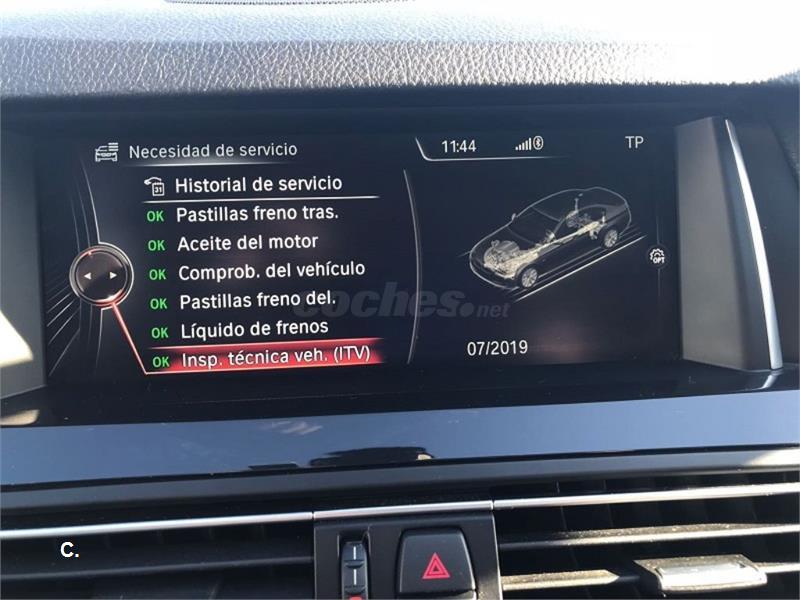 Necesidad de servicio
11:44
TP
31 Historial de servicio
OK Pastillas freno tras.
OK Aceite del motor
OK Comprob. del vehículo
OPT
OK Pastillas freno del.
coches.net
OK Líquido de frenos
OK Insp. técnica veh. (ITV)
07/2019
C.